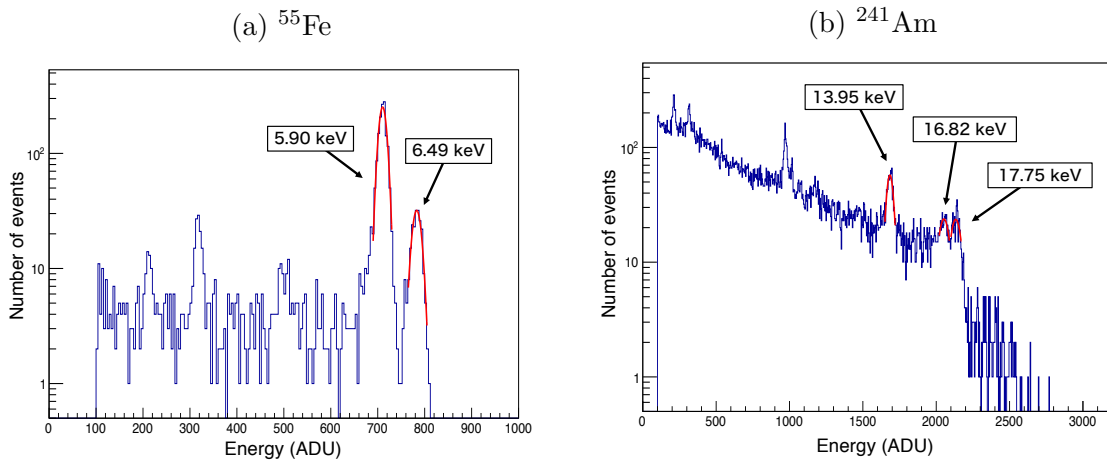 (a) ⁵⁵Fe
5.90 keV
6.49 keV
10²
10
1
Number of events
0 100 200 300 400 500 600 700 800 900 1000
Energy (ADU)
(b) ²⁴¹Am
13.95 keV
16.82 keV
17.75 keV
10²
10
1
Number of events
0 500 1000 1500 2000 2500 3000
Energy (ADU)